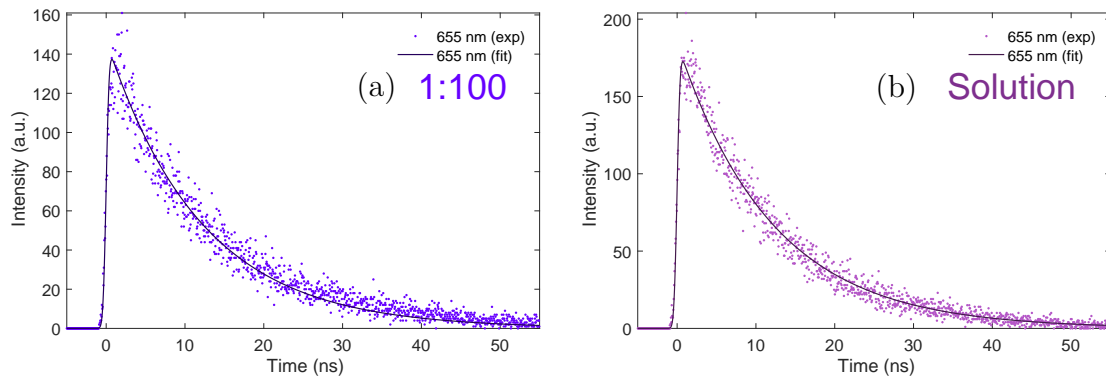 655 nm (exp)
655 nm (fit)
(a) 1:100
Intensity (a.u.)
160
140
120
100
80
60
40
20
0
0 10 20 30 40 50
Time (ns)
655 nm (exp)
655 nm (fit)
(b) Solution
Intensity (a.u.)
200
150
100
50
0
0 10 20 30 40 50
Time (ns)